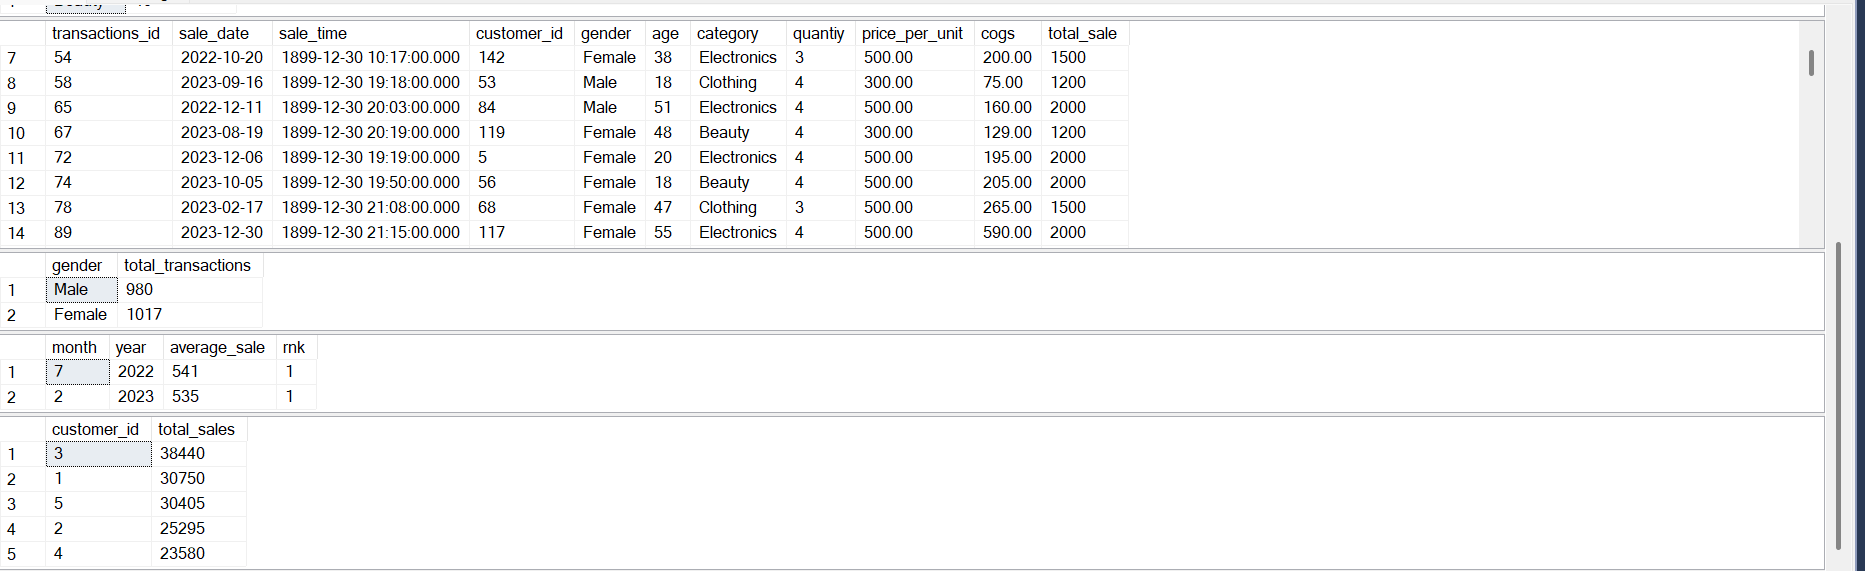 transactions_id sale_date sale_time customer_id gender age category quantiy price_per_unit cogs total_sale
7 54 2022-10-20 1899-12-30 10:17:00.000 142 Female 38 Electronics 3 500.00 200.00 1500
8 58 2023-09-16 1899-12-30 19:18:00.000 53 Male 18 Clothing 4 300.00 75.00 1200
9 65 2022-12-11 1899-12-30 20:03:00.000 84 Male 51 Electronics 4 500.00 160.00 2000
10 67 2023-08-19 1899-12-30 20:19:00.000 119 Female 48 Beauty 4 300.00 129.00 1200
11 72 2023-12-06 1899-12-30 19:19:00.000 5 Female 20 Electronics 4 500.00 195.00 2000
12 74 2023-10-05 1899-12-30 19:50:00.000 56 Female 18 Beauty 4 500.00 205.00 2000
13 78 2023-02-17 1899-12-30 21:08:00.000 68 Female 47 Clothing 3 500.00 265.00 1500
14 89 2023-12-30 1899-12-30 21:15:00.000 117 Female 55 Electronics 4 500.00 590.00 2000
gender total_transactions
1 Male 980
2 Female 1017
month year average_sale rnk
1 7 2022 541 1
2 2 2023 535 1
customer_id total_sales
1 3 38440
2 1 30750
3 5 30405
4 2 25295
5 4 23580